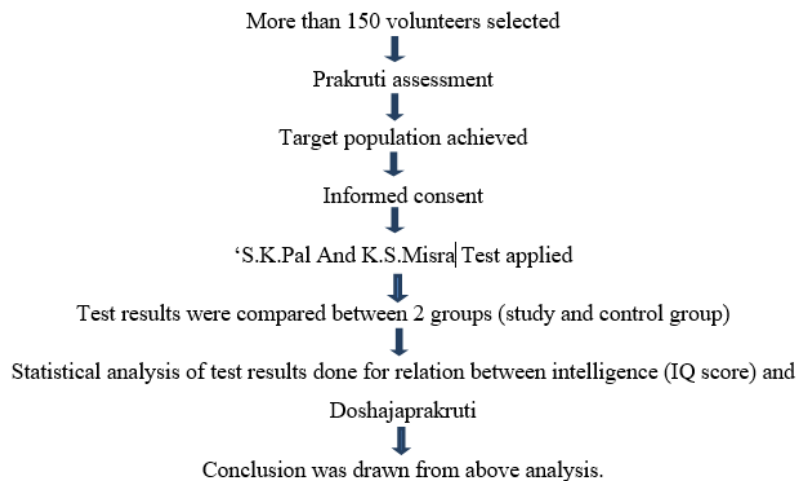 More than 150 volunteers selected
Prakruti assessment
Target population achieved
Informed consent
‘S.K.Pal And K.S.Misra| Test applied
Test results were compared between 2 groups (study and control group)
Statistical analysis of test results done for relation between intelligence (IQ score) and
Doshajaprakruti
Conclusion was drawn from above analysis.